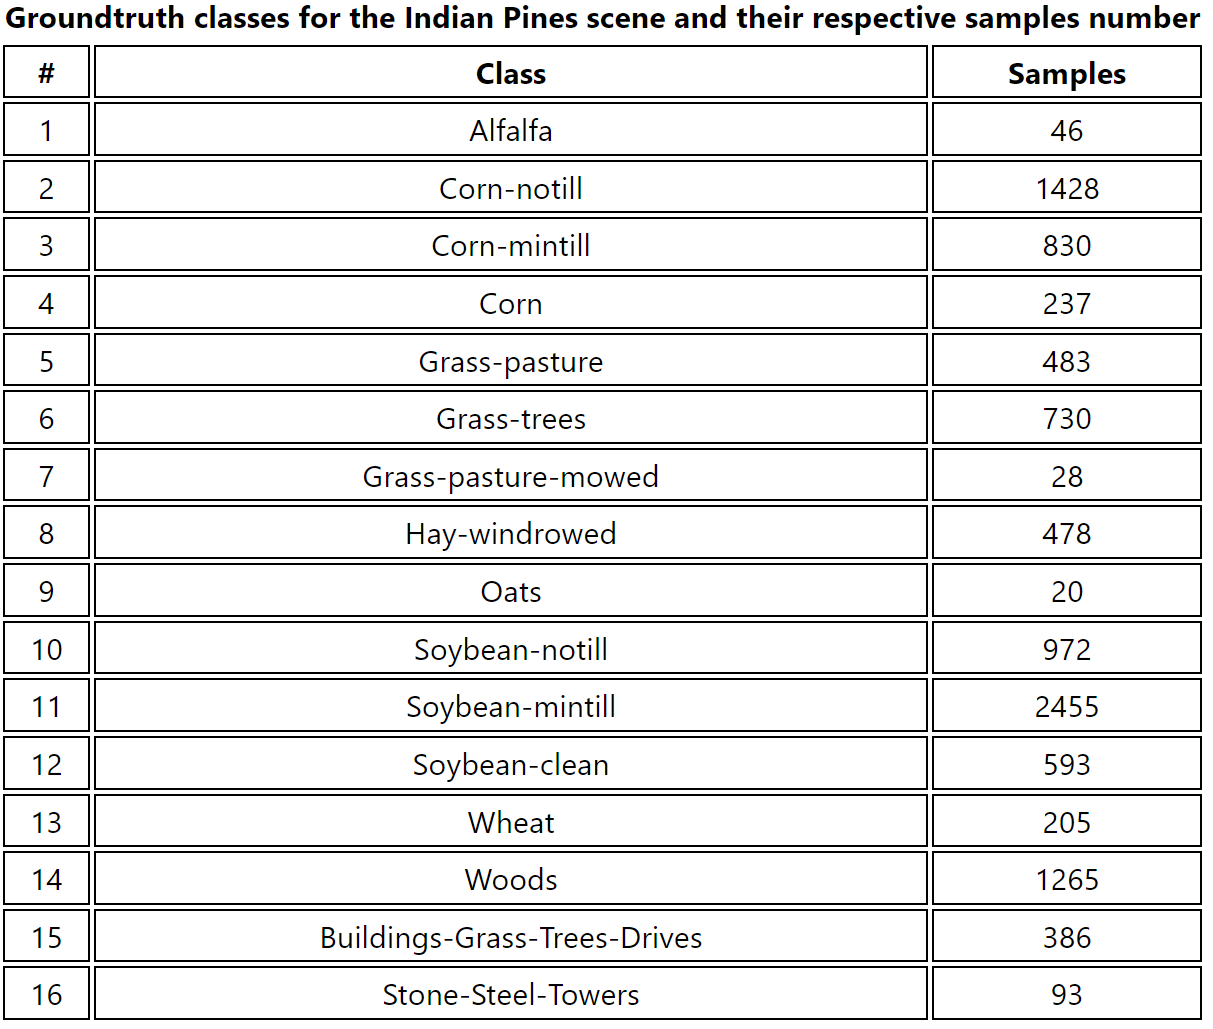 Groundtruth classes for the Indian Pines scene and their respective samples number
# Class Samples
1 Alfalfa 46
2 Corn-notill 1428
3 Corn-mintill 830
4 Corn 237
5 Grass-pasture 483
6 Grass-trees 730
7 Grass-pasture-mowed 28
8 Hay-windrowed 478
9 Oats 20
10 Soybean-notill 972
11 Soybean-mintill 2455
12 Soybean-clean 593
13 Wheat 205
14 Woods 1265
15 Buildings-Grass-Trees-Drives 386
16 Stone-Steel-Towers 93